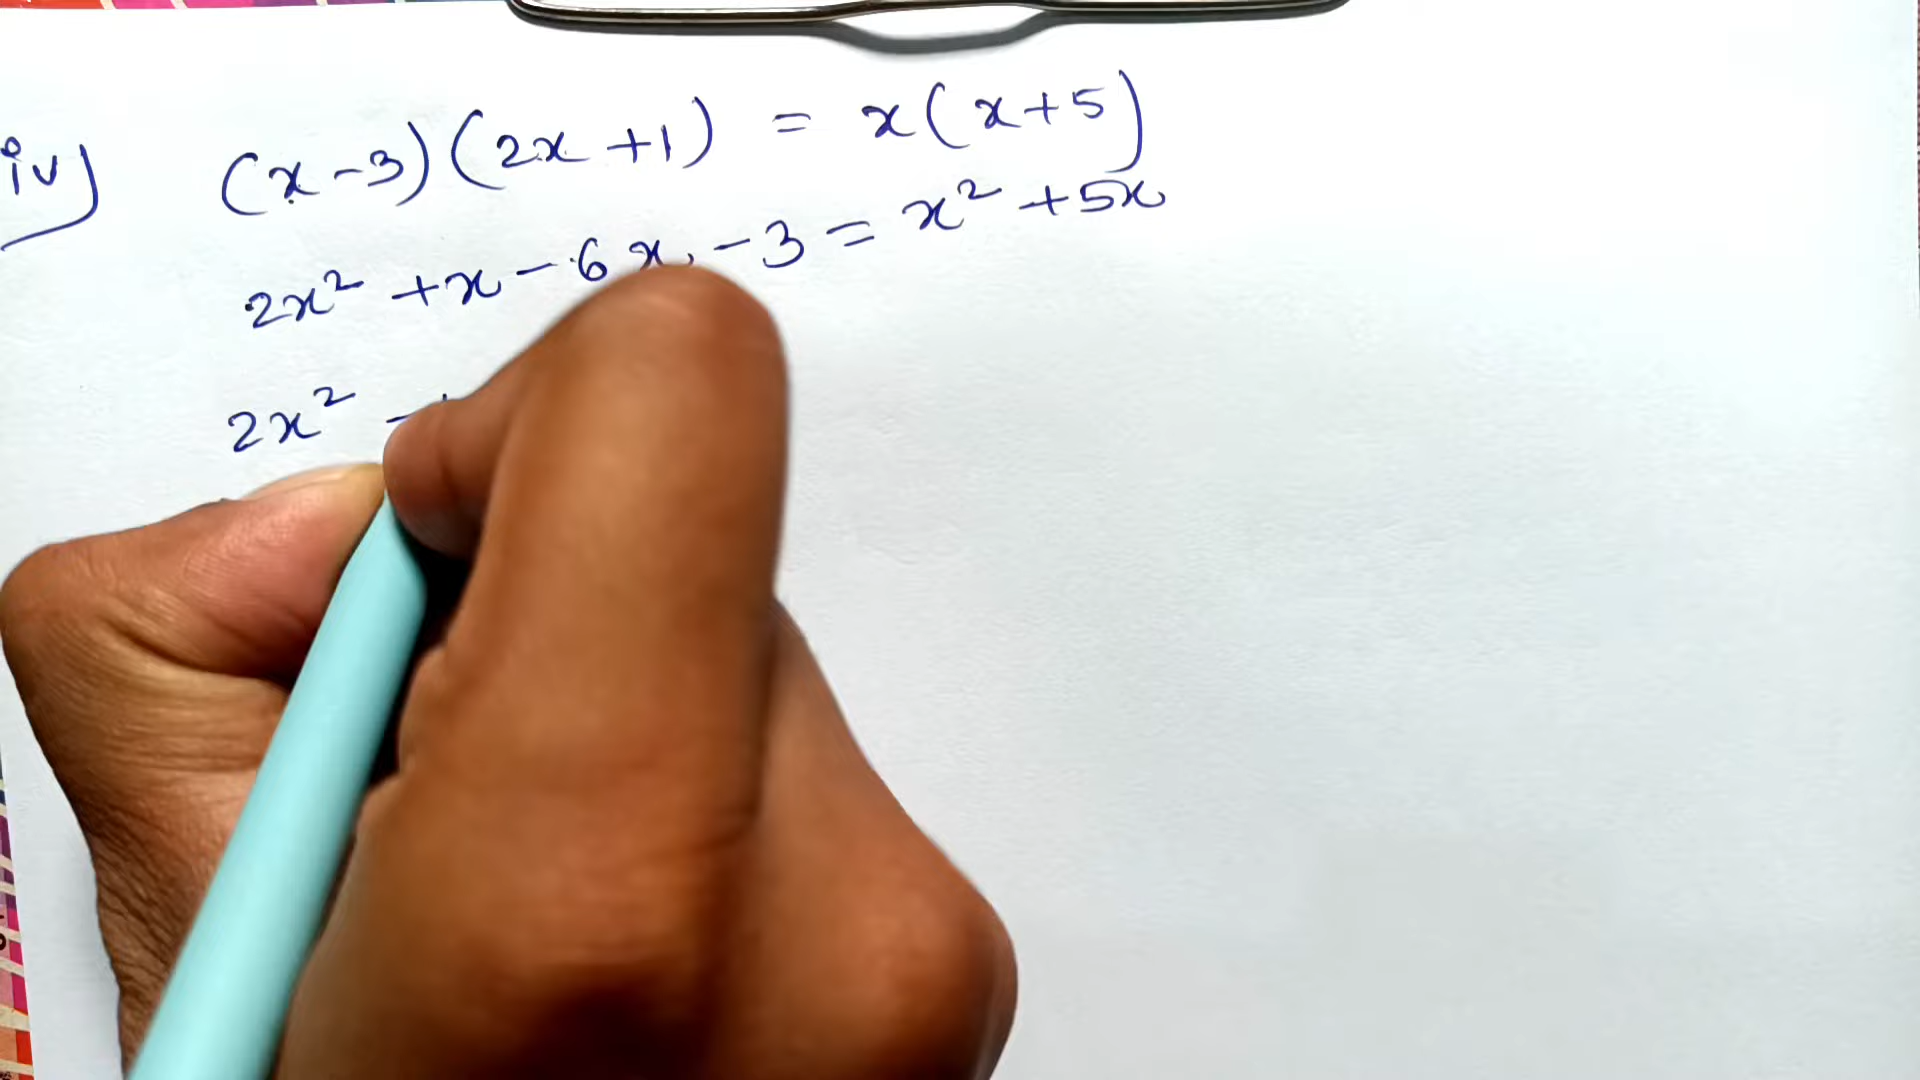 iv) (x-3)(2x+1) = x(x+5)
2x² +x - 6x -3 = x² +5x
2x²